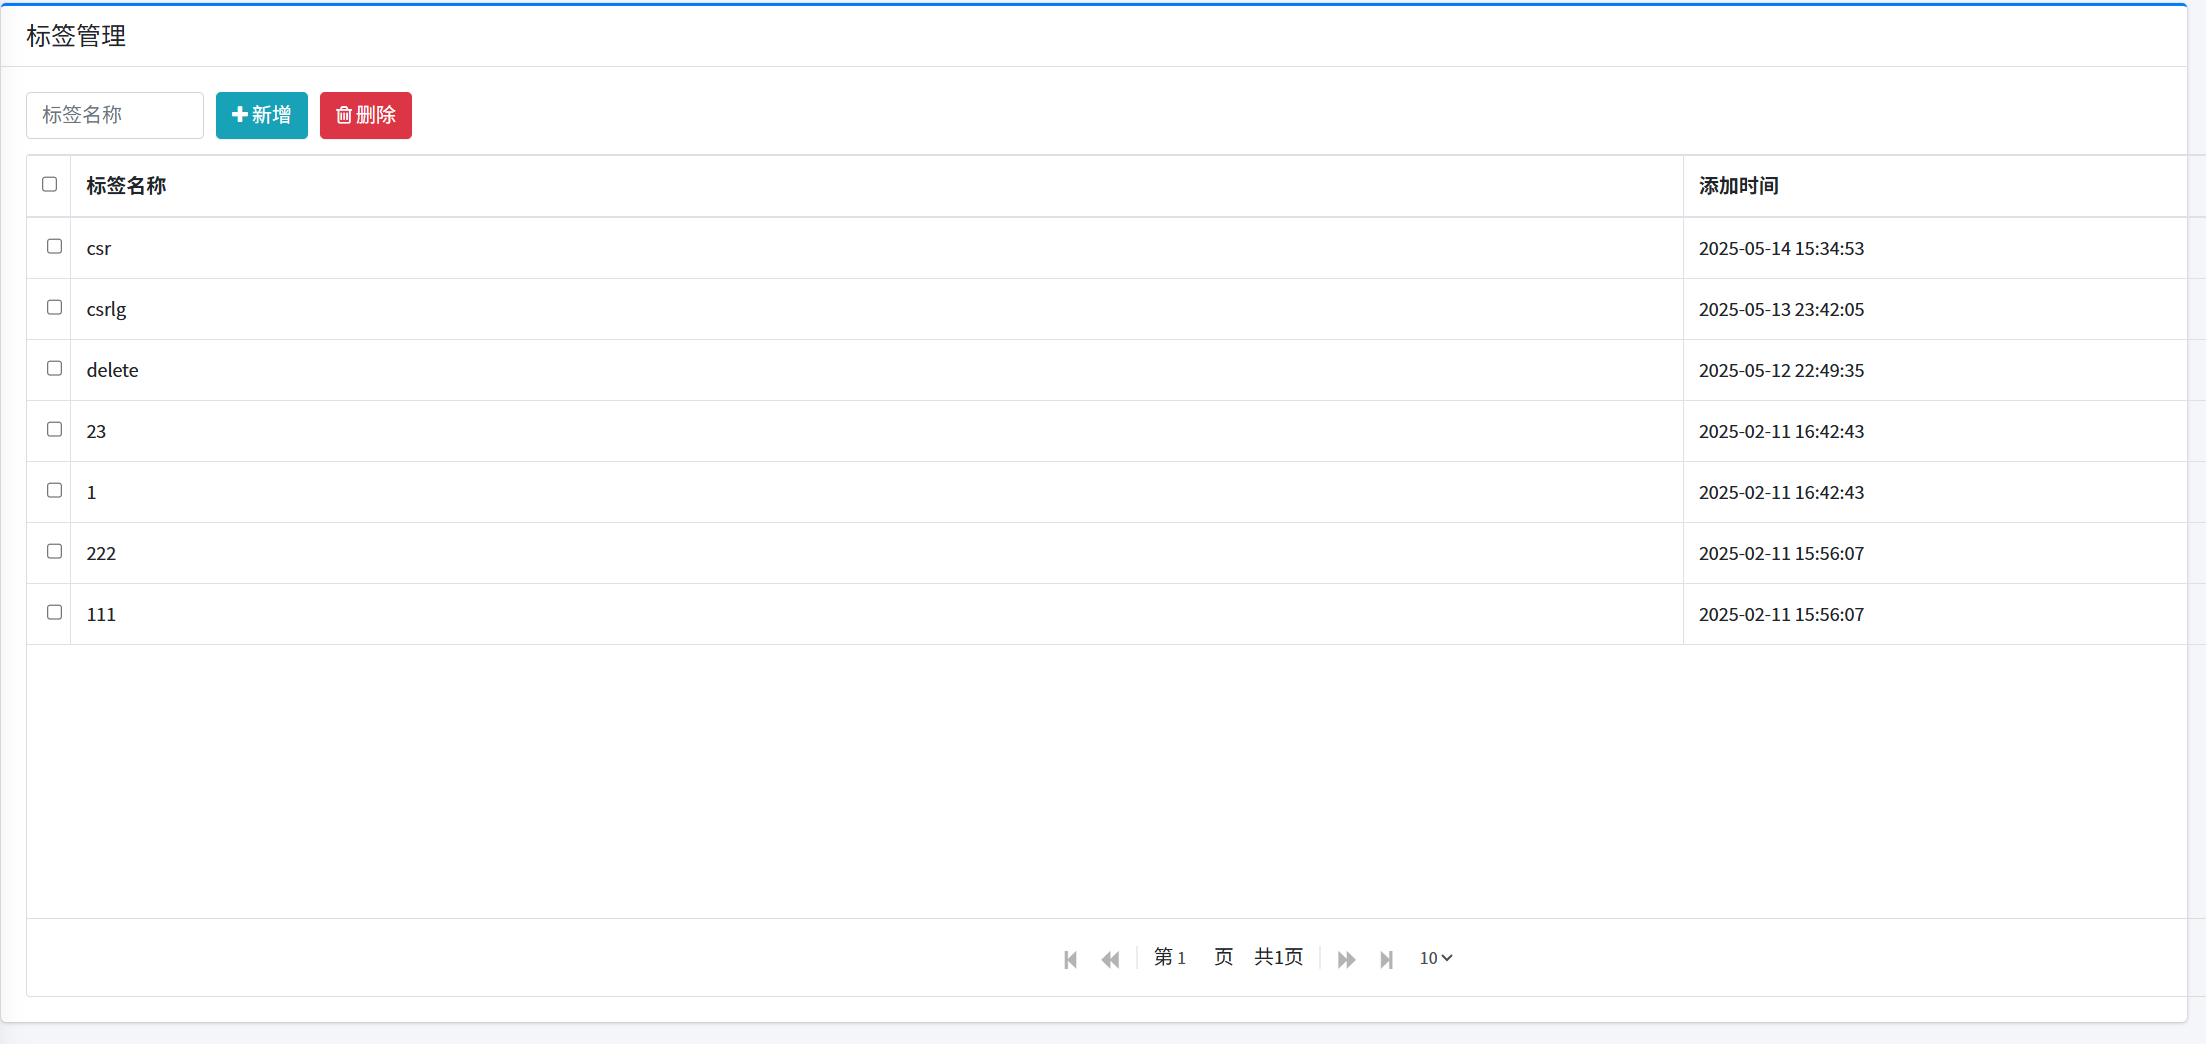 标签管理
标签名称 新增 删除
标签名称 添加时间
csr 2025-05-14 15:34:53
csrlg 2025-05-13 23:42:05
delete 2025-05-12 22:49:35
23 2025-02-11 16:42:43
1 2025-02-11 16:42:43
222 2025-02-11 15:56:07
111 2025-02-11 15:56:07
第 1 页 共1页 10